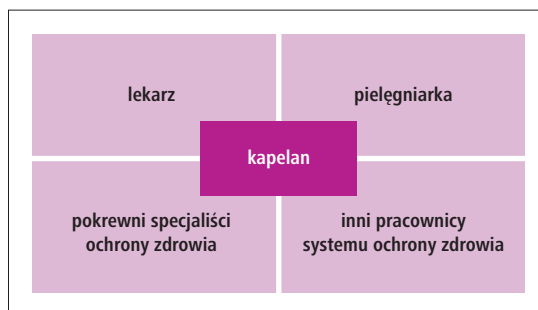 lekarz
pielęgniarka
kapelan
pokrewni specjaliści
ochrony zdrowia
inni pracownicy
systemu ochrony zdrowia